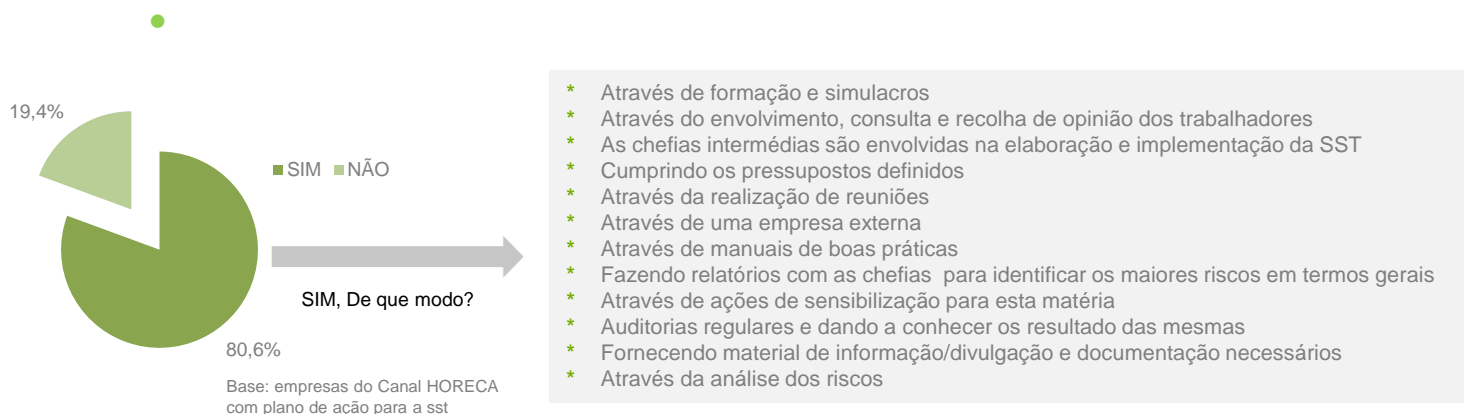 19,4%
SIM NÃO
SIM, De que modo?
80,6%
Base: empresas do Canal HORECA
com plano de ação para a sst
* Através de formação e simulacros
* Através do envolvimento, consulta e recolha de opinião dos trabalhadores
* As chefias intermédias são envolvidas na elaboração e implementação da SST
* Cumprindo os pressupostos definidos
* Através da realização de reuniões
* Através de uma empresa externa
* Através de manuais de boas práticas
* Fazendo relatórios com as chefias para identificar os maiores riscos em termos gerais
* Através de ações de sensibilização para esta matéria
* Auditorias regulares e dando a conhecer os resultado das mesmas
* Fornecendo material de informação/divulgação e documentação necessários
* Através da análise dos riscos